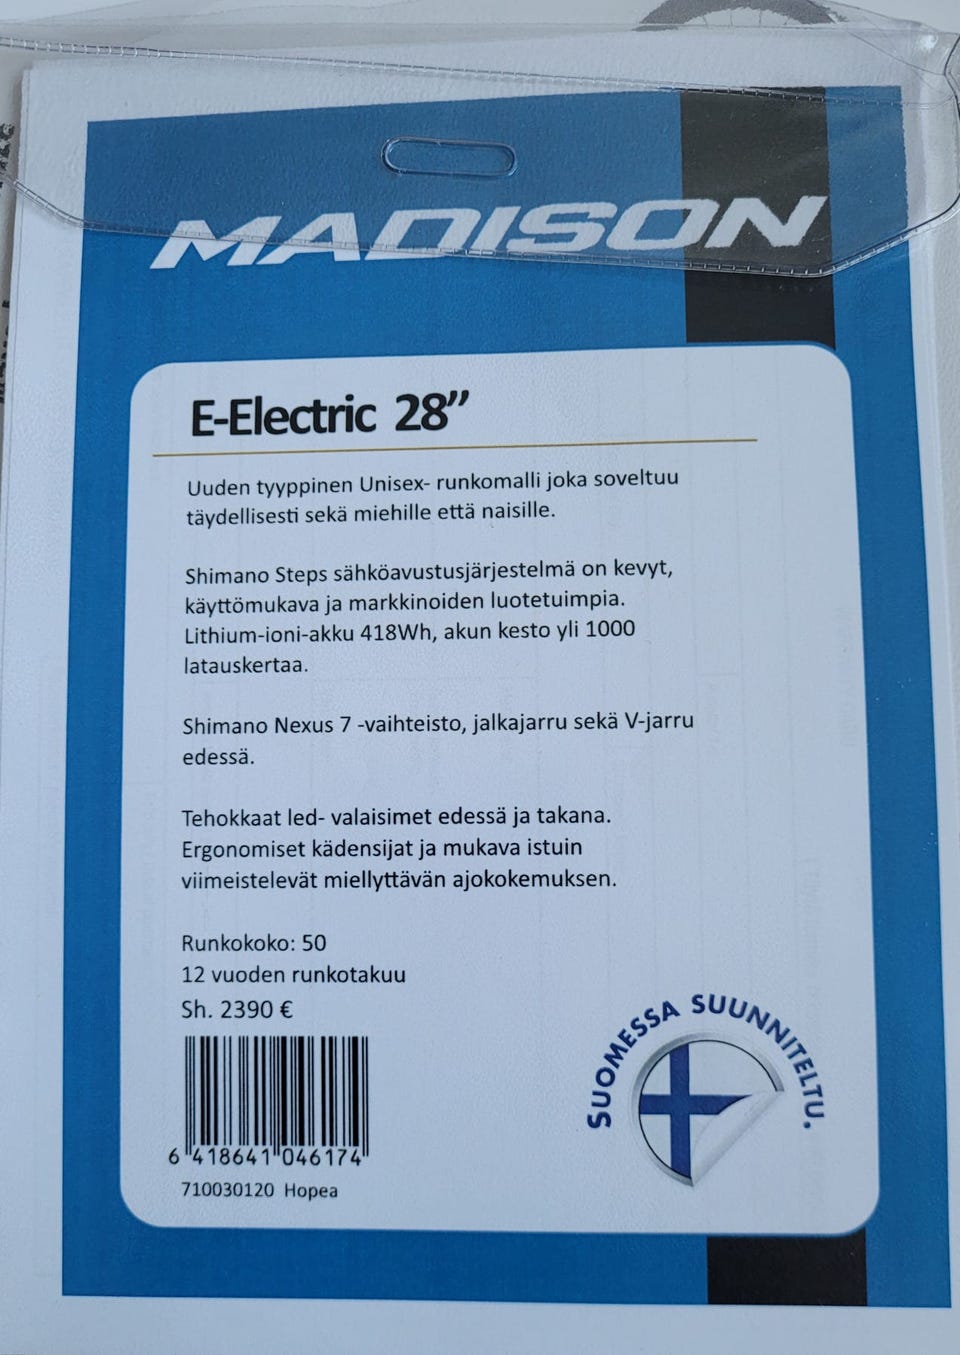 MADISON
E-Electric 28”
Uuden tyyppinen Unisex- runkomalli joka soveltuu
täydellisesti sekä miehille että naisille.
Shimano Steps sähköavustusjärjestelmä on kevyt,
käyttömukava ja markkinoiden luotetuimpia.
Lithium-ioni-akku 418Wh, akun kesto yli 1000
latauskertaa.
Shimano Nexus 7 -vaihteisto, jalkajarru sekä V-jarru
edessä.
Tehokkaat led- valaisimet edessä ja takana.
Ergonomiset kädensijat ja mukava istuin
viimeistelevät miellyttävän ajokokemuksen.
Runkokoko: 50
12 vuoden runkotakuu
Sh. 2390 €
6 418641 046174
710030120 Hopea
SUOMESSA SUUNNITELTU.